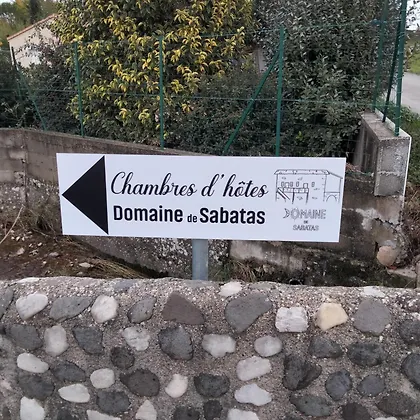 Chambres d'hôtes
Domaine de Sabatas
DOMAINE
DE
SABATAS